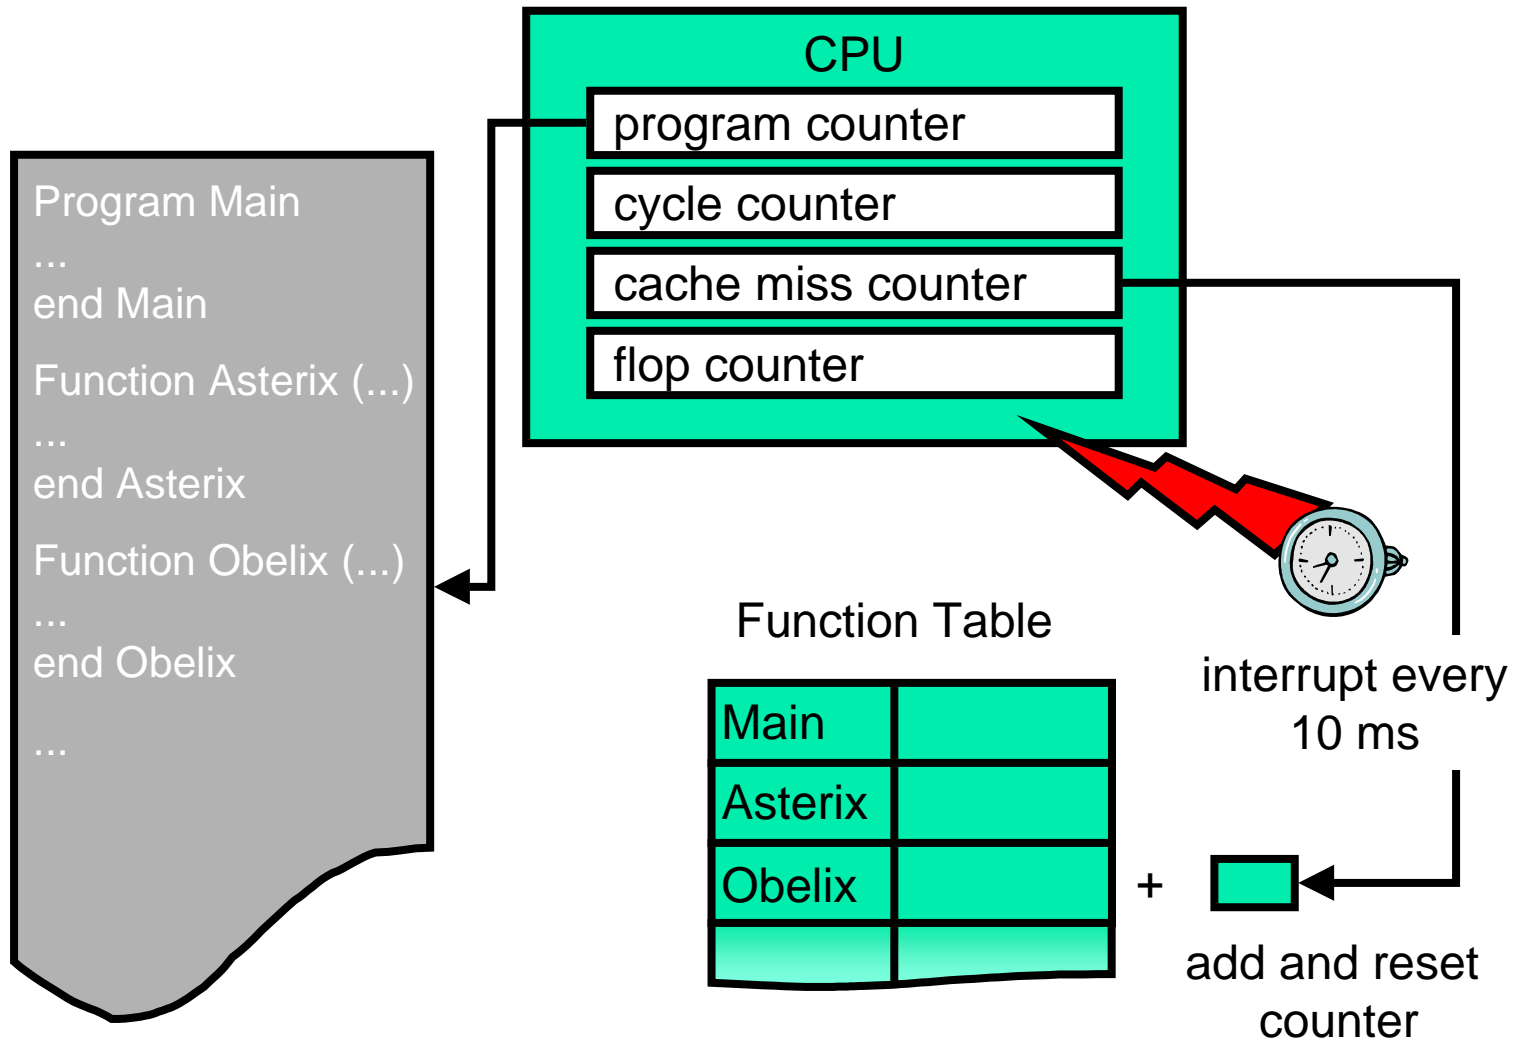 CPU
program counter
cycle counter
cache miss counter
flop counter
Program Main
...
end Main
Function Asterix (...)
...
end Asterix
Function Obelix (...)
...
end Obelix
...
interrupt every
10 ms
Function Table
Main
Asterix
Obelix
+
add and reset
counter